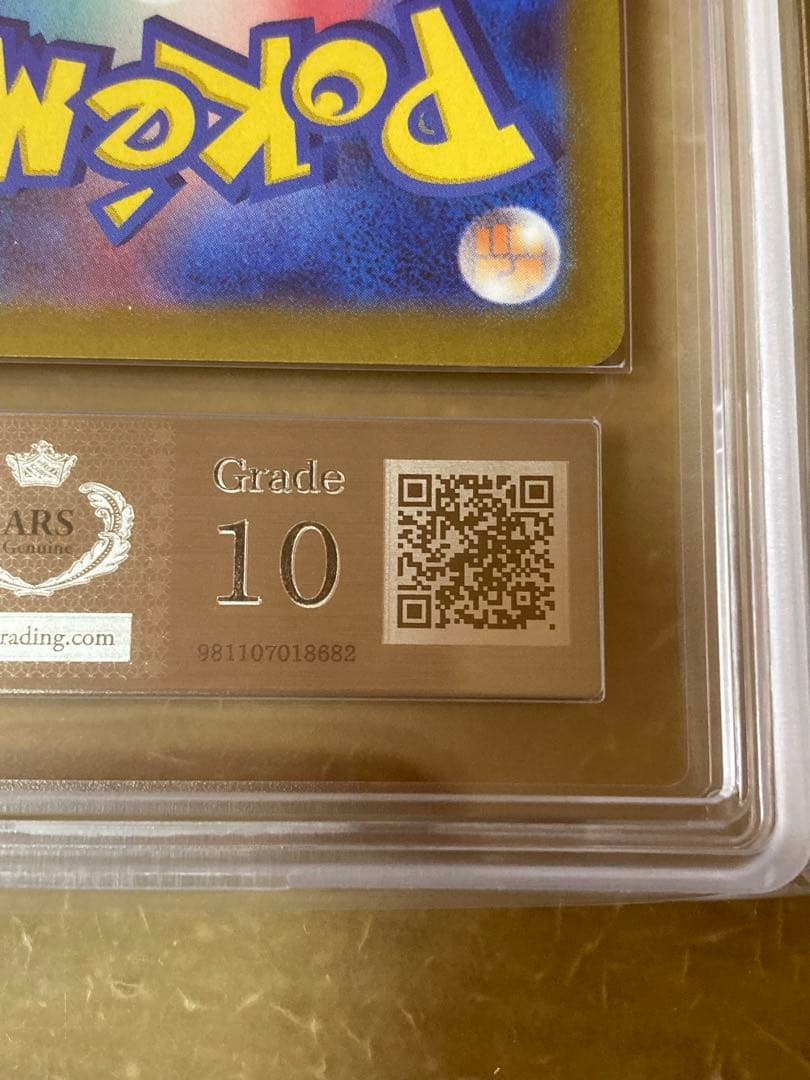 Pokém
ARS
Genuine
rading.com
Grade
10
981107018682